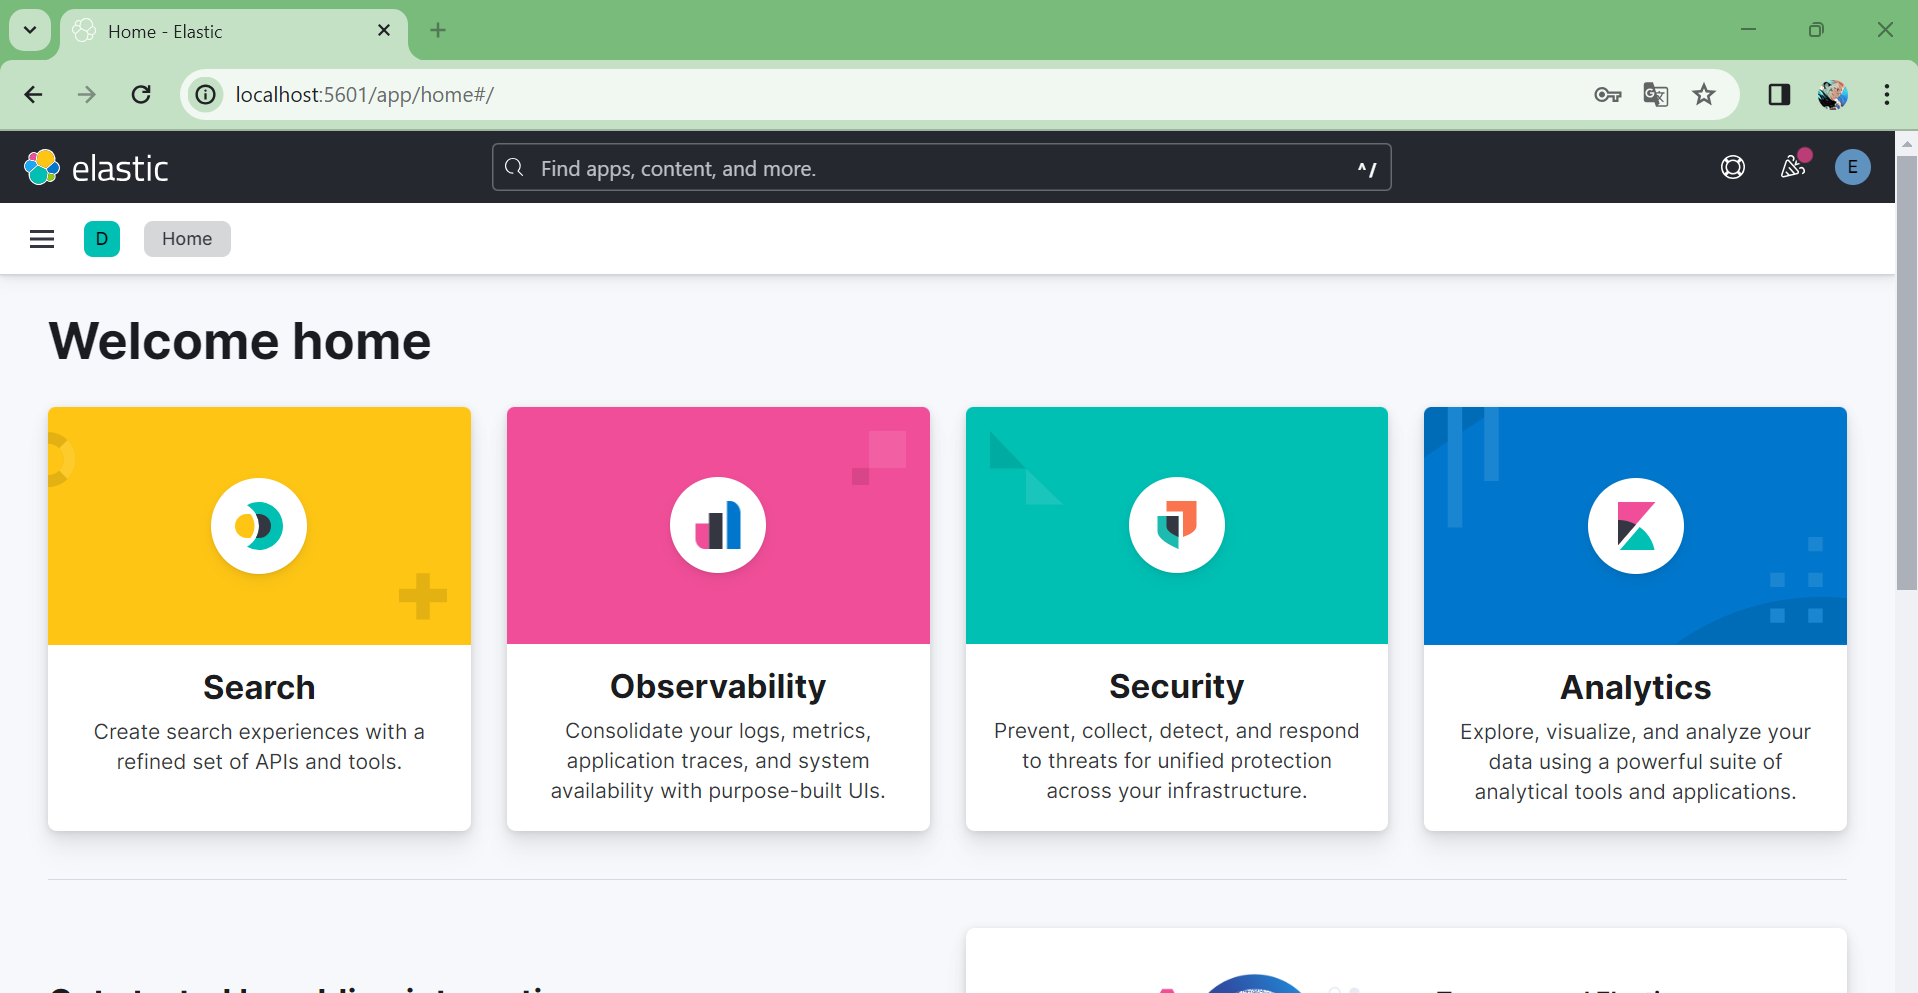 Home - Elastic
localhost:5601/app/home#/
elastic
Find apps, content, and more.
^/
E
D
Home
Welcome home
Search
Create search experiences with a
refined set of APIs and tools.
Observability
Consolidate your logs, metrics,
application traces, and system
availability with purpose-built UIs.
Security
Prevent, collect, detect, and respond
to threats for unified protection
across your infrastructure.
Analytics
Explore, visualize, and analyze your
data using a powerful suite of
analytical tools and applications.